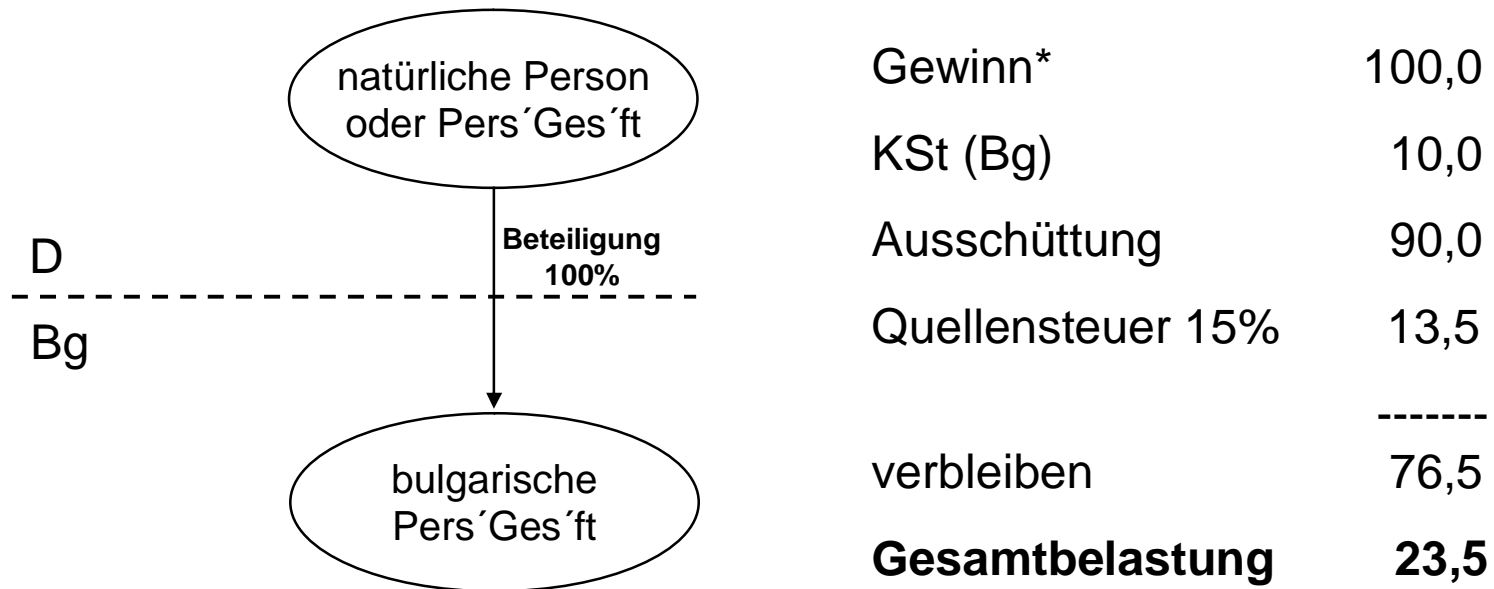 natürliche Person
oder Pers´Ges´ft
Beteiligung
100%
D
Bg
bulgarische
Pers´Ges´ft
Gewinn* 100,0
KSt (Bg) 10,0
Ausschüttung 90,0
Quellensteuer 15% 13,5
-------
verbleiben 76,5
Gesamtbelastung 23,5